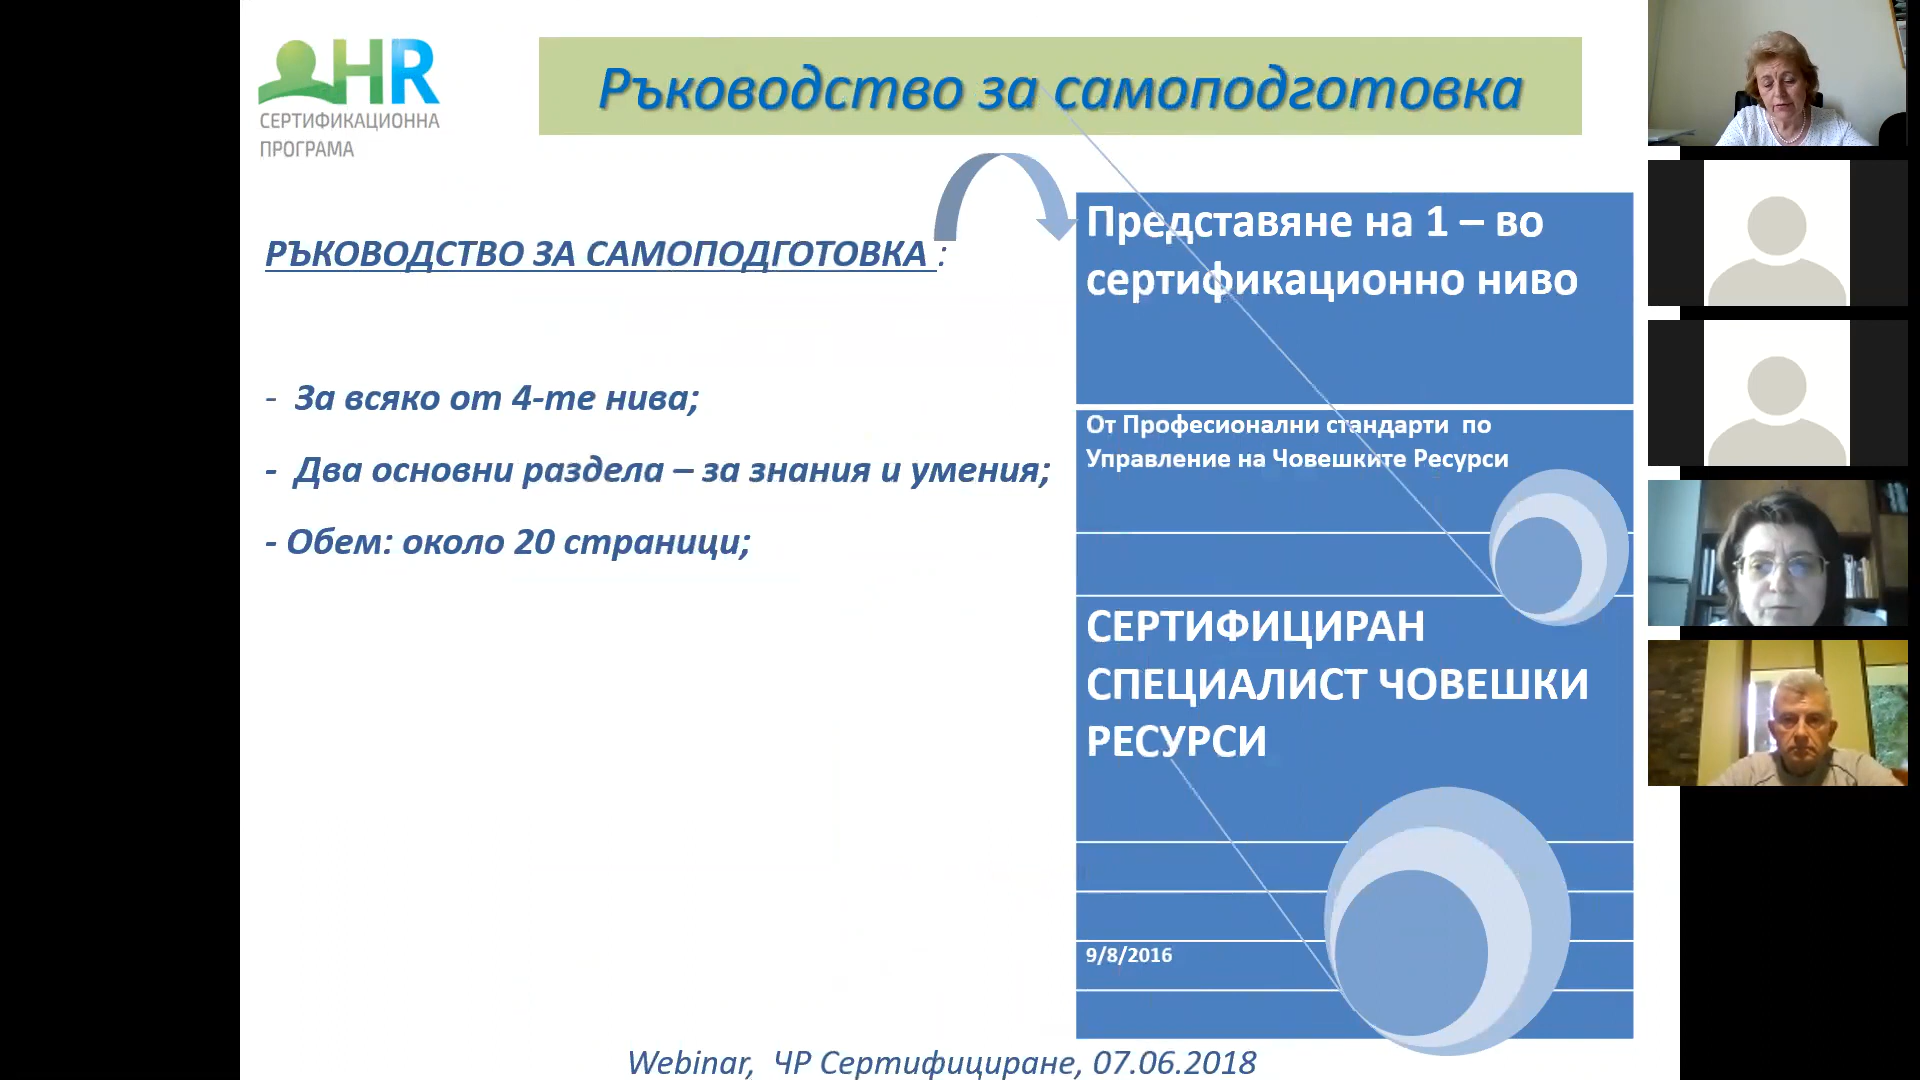 HR
СЕРТИФИКАЦИОННА
ПРОГРАМА
Ръководство за самоподготовка
РЪКОВОДСТВО ЗА САМОПОДГОТОВКА :
- За всяко от 4-те нива;
- Два основни раздела – за знания и умения;
- Обем: около 20 страници;
Представяне на 1 – во
сертификационно ниво
От Професионални стандарти по
Управление на Човешките Ресурси
СЕРТИФИЦИРАН
СПЕЦИАЛИСТ ЧОВЕШКИ
РЕСУРСИ
9/8/2016
Webinar, ЧР Сертифициране, 07.06.2018